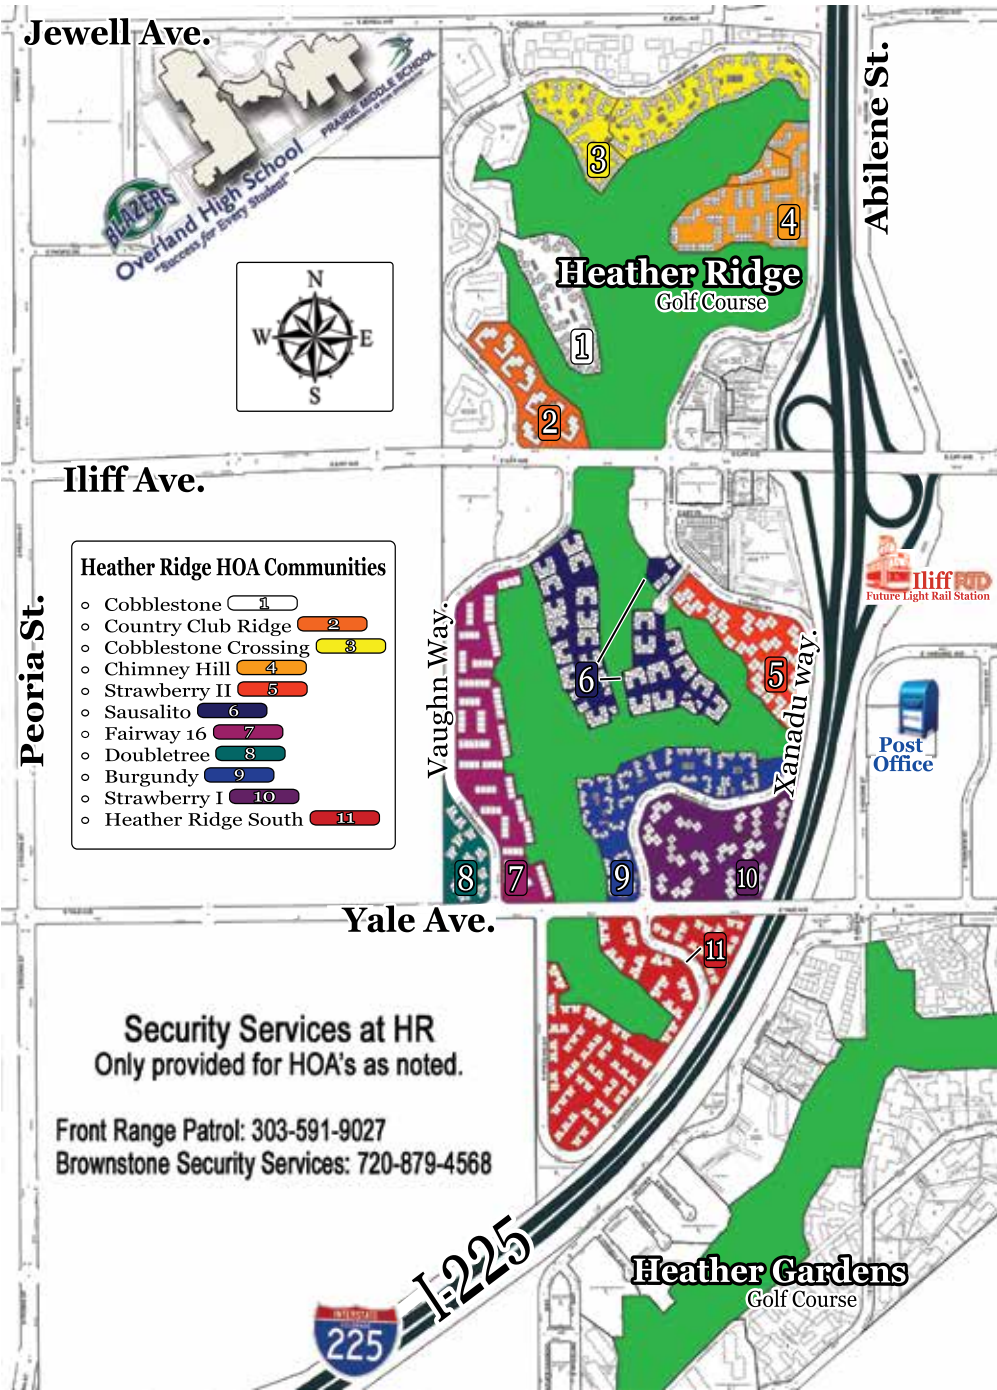 Jewell Ave.
Abilene St.
PRAIRIE MIDDLE SCHOOL
BLAZERS
Overland High School
"Success for Every Student"
3
4
Heather Ridge
Golf Course
N
W
E
S
1
2
Iliff Ave.
Iliff RTD
Future Light Rail Station
Heather Ridge HOA Communities
Cobblestone 1
Country Club Ridge 2
Cobblestone Crossing 3
Chimney Hill 4
Strawberry II 5
Sausalito 6
Fairway 16 7
Doubletree 8
Burgundy 9
Strawberry I 10
Heather Ridge South 11
Peoria St.
Vaughn Way.
6
5
Xanadu way.
Post
Office
8
7
9
10
Yale Ave.
11
Security Services at HR
Only provided for HOA's as noted.
Front Range Patrol: 303-591-9027
Brownstone Security Services: 720-879-4568
I-225
INTERSTATE
225
Heather Gardens
Golf Course